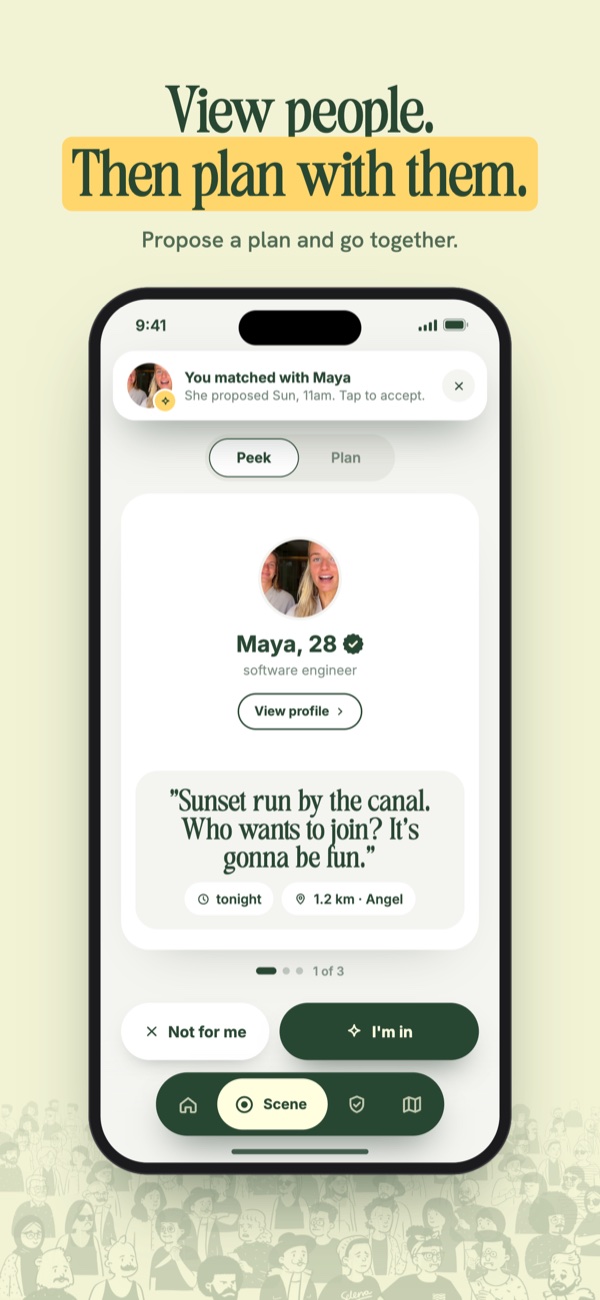 View people.
Then plan with them.
Propose a plan and go together.
9:41
You matched with Maya
She proposed Sun, 11am. Tap to accept.
Peek
Plan
Maya, 28
software engineer
View profile
"Sunset run by the canal.
Who wants to join? It's
gonna be fun."
tonight
1.2 km · Angel
1 of 3
Not for me
I'm in
Scene